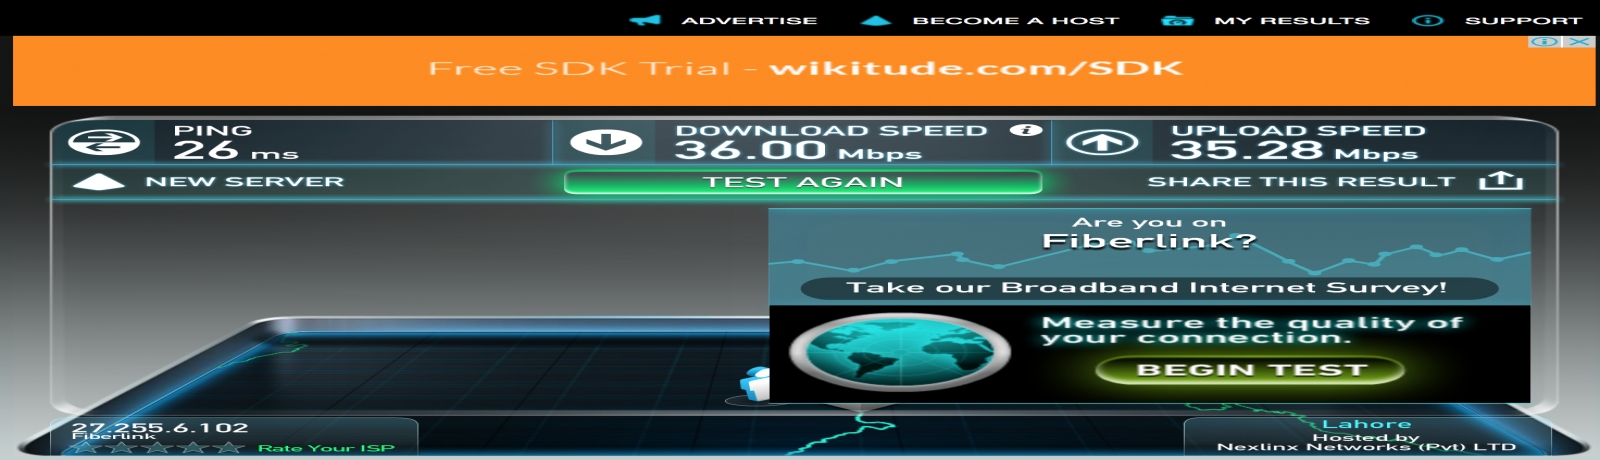 ADVERTISE BECOME A HOST MY RESULTS SUPPORT
Free SDK Trial - wikitude.com/SDK
PING
26 ms
DOWNLOAD SPEED
36.00 Mbps
UPLOAD SPEED
35.28 Mbps
NEW SERVER
TEST AGAIN
SHARE THIS RESULT
Are you on
Fiberlink?
Take our Broadband Internet Survey!
Measure the quality of
your connection.
BEGIN TEST
27.255.6.102
Fiberlink
Rate Your ISP
Lahore
Hosted by
Nexlinx Networks (Pvt) LTD